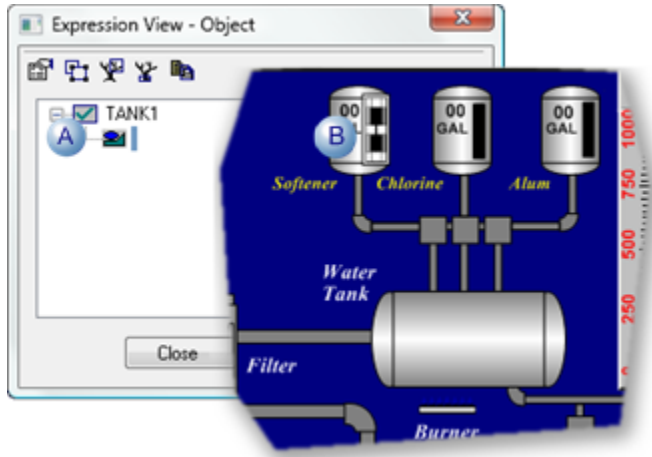 Expression View - Object
x
TANK1
A
B
00
GAL
00
GAL
00
GAL
Softener
Chlorine
Alum
1000
750
500
250
Water
Tank
Filter
Burner
Close